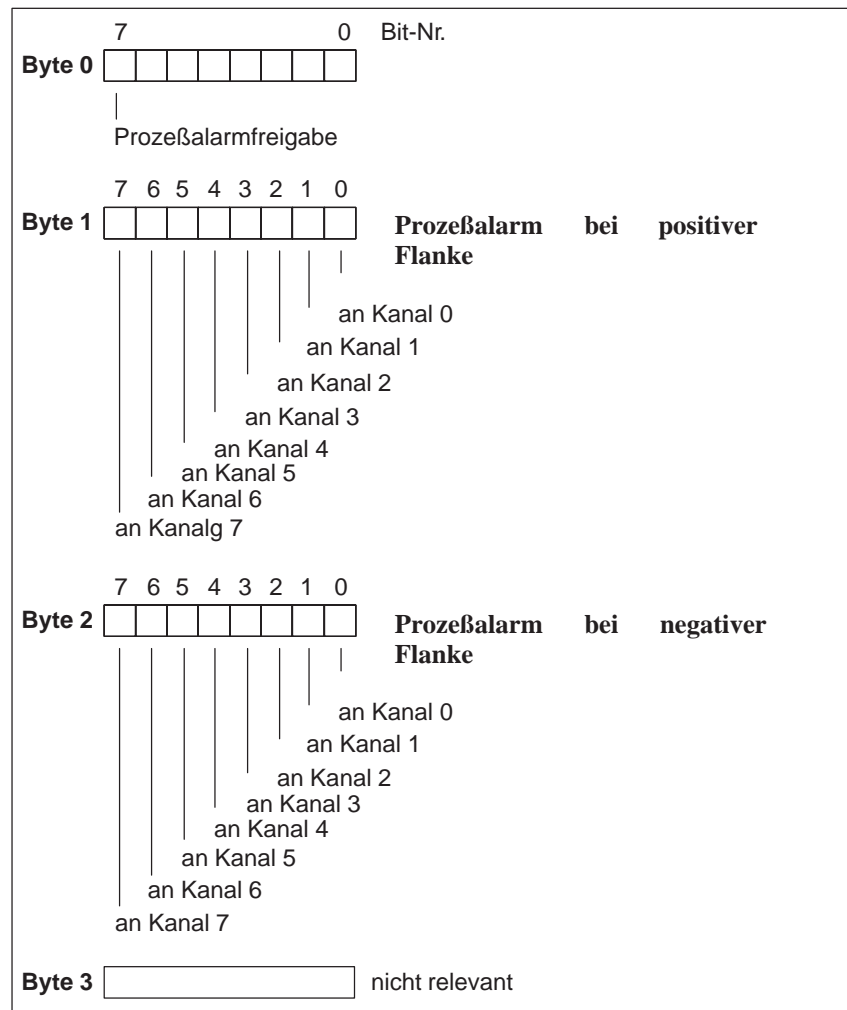 7 0 Bit-Nr.
Byte 0
Prozeßalarmfreigabe
7 6 5 4 3 2 1 0
Byte 1
Prozeßalarm bei positiver
Flanke
an Kanal 0
an Kanal 1
an Kanal 2
an Kanal 3
an Kanal 4
an Kanal 5
an Kanal 6
an Kanalg 7
7 6 5 4 3 2 1 0
Byte 2
Prozeßalarm bei negativer
Flanke
an Kanal 0
an Kanal 1
an Kanal 2
an Kanal 3
an Kanal 4
an Kanal 5
an Kanal 6
an Kanal 7
Byte 3 nicht relevant